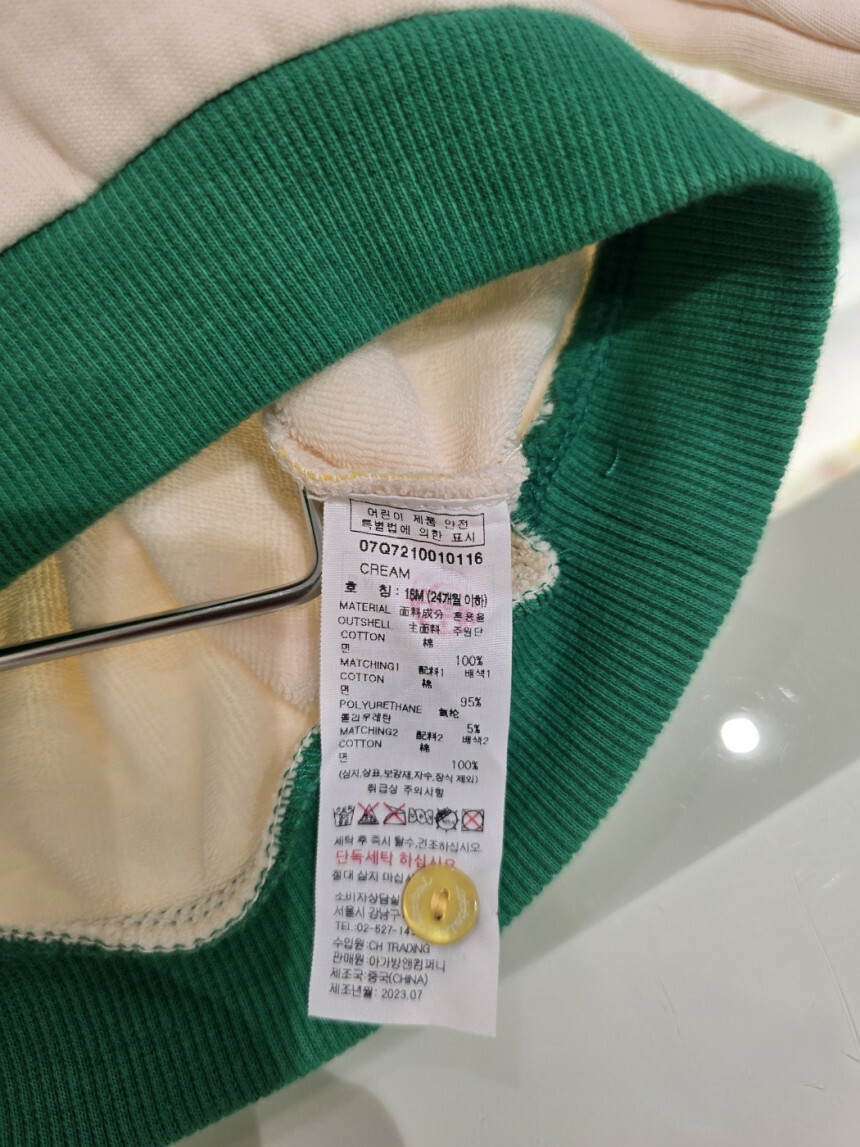 어린이 제품 안전
특별법에 의한 표시
07Q7210010116
CREAM
호 칭 : 18M (24개월 이하)
MATERIAL 面料成分 혼용율
OUTSHELL 主面料 주원단
COTTON 棉
면 100%
MATCHING1 配料1 배색1
COTTON 棉
면 95%
POLYURETHANE 氨纶
폴리우레탄 5%
MATCHING2 配料2 배색2
COTTON 棉
면 100%
(심지,상표,보강재,자수,장식 제외)
취급상 주의사항
세탁 후 즉시 탈수,건조하십시오
단독세탁 하십시오
절대 삶지 마십
소비자상담실
서울시 강남구
TEL:02-527-14
수입원:CH TRADING
판매원:아가방앤컴퍼니
제조국:중국(CHINA)
제조년월: 2023.07